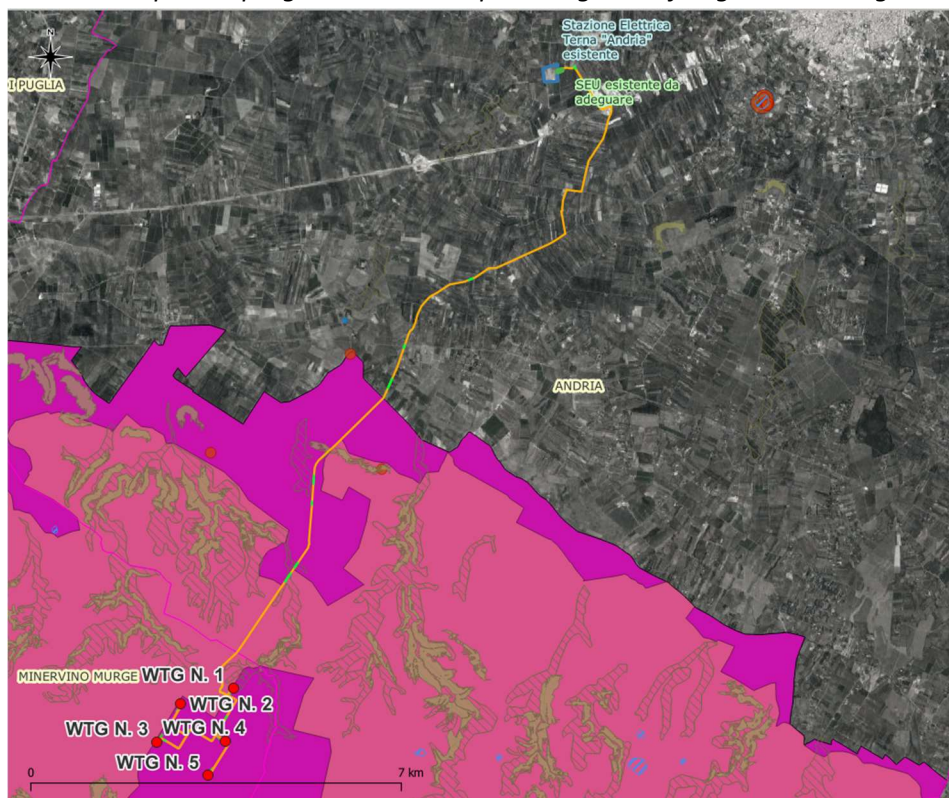 N
Stazione Elettrica
Terna "Andria"
esistente
DI PUGLIA
SEU esistente da
adeguare
ANDRIA
MINERVINO MURGE
WTG N. 1
WTG N. 2
WTG N. 3
WTG N. 4
WTG N. 5
0
7 km